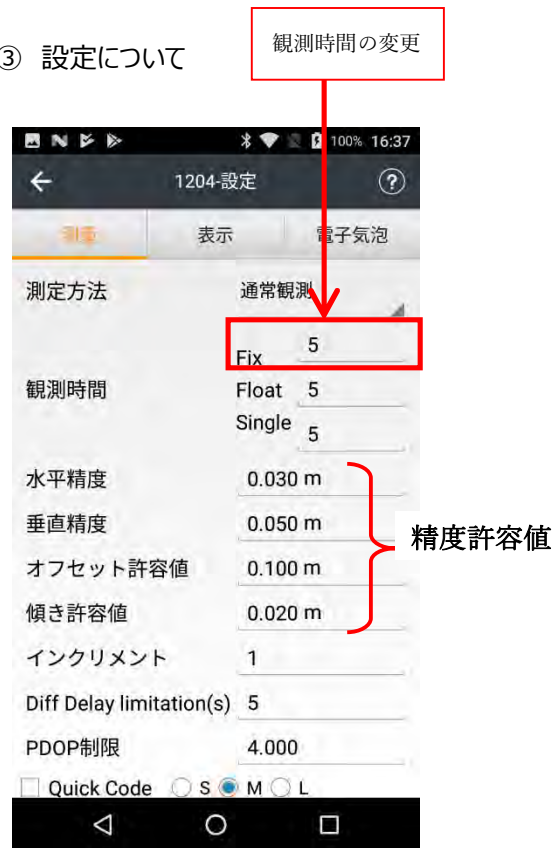 ③ 設定について
観測時間の変更
100% 16:37
1204-設定
?
測量 表示 電子気泡
測定方法 通常観測
観測時間
Fix 5
Float 5
Single 5
水平精度 0.030 m
垂直精度 0.050 m
オフセット許容値 0.100 m
傾き許容値 0.020 m
精度許容値
インクリメント 1
Diff Delay limitation(s) 5
PDOP制限 4.000
Quick Code S M L